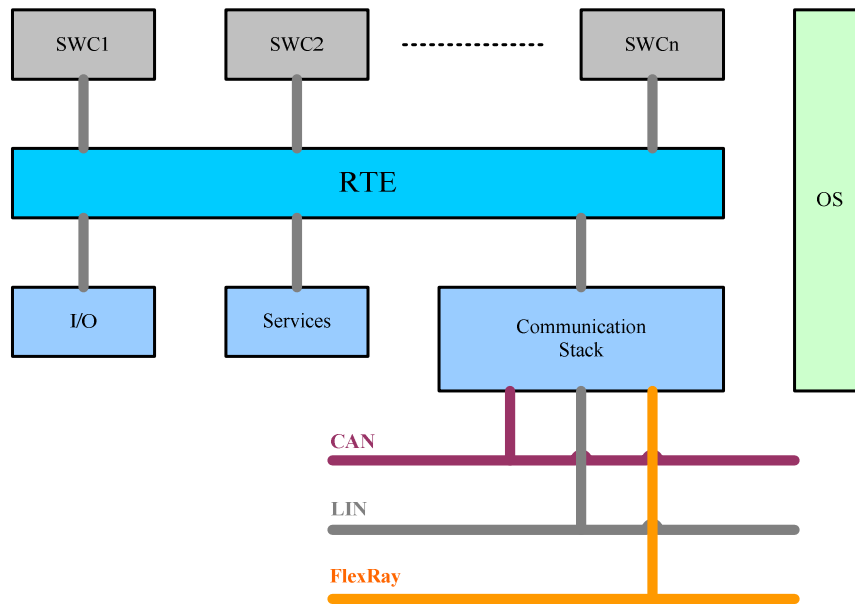 SWC1
SWC2
SWCn
RTE
OS
I/O
Services
Communication
Stack
CAN
LIN
FlexRay